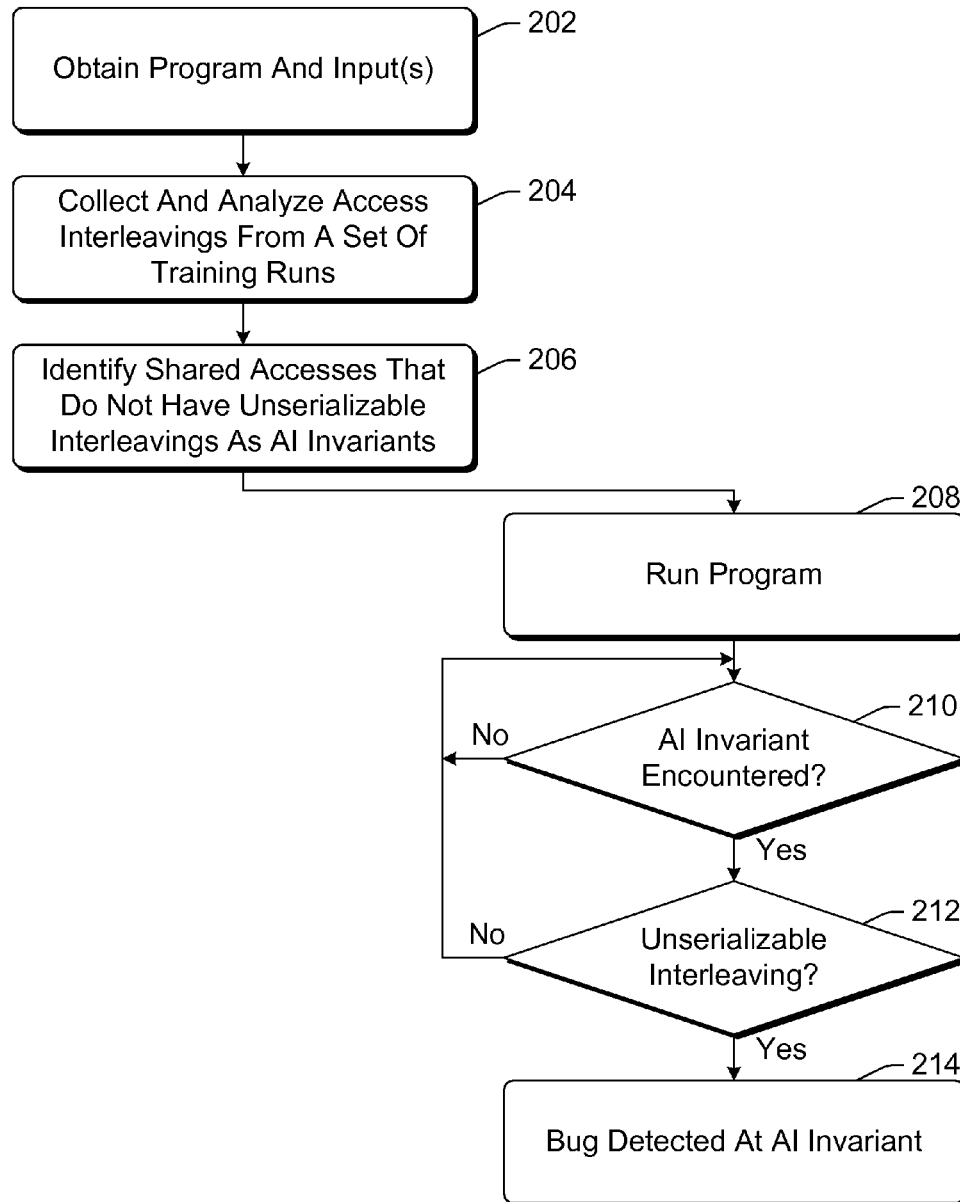 202
Obtain Program And Input(s)
204
Collect And Analyze Access
Interleavings From A Set Of
Training Runs
206
Identify Shared Accesses That
Do Not Have Unserializable
Interleavings As AI Invariants
208
Run Program
210
No
AI Invariant
Encountered?
Yes
212
No
Unserializable
Interleaving?
Yes
214
Bug Detected At AI Invariant